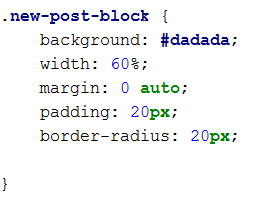 .new-post-block {
    background: #dadada;
    width: 60%;
    margin: 0 auto;
    padding: 20px;
    border-radius: 20px;

}